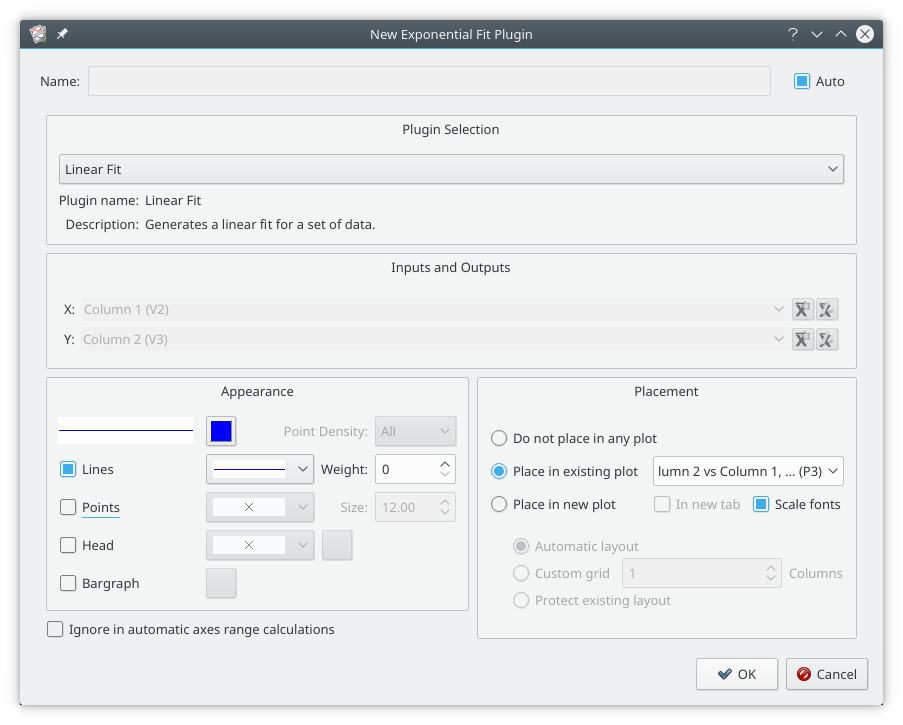 New Exponential Fit Plugin
Name:
Auto
Plugin Selection
Linear Fit
Plugin name: Linear Fit
Description: Generates a linear fit for a set of data.
Inputs and Outputs
X: Column 1 (V2)
Y: Column 2 (V3)
Appearance
Point Density: All
Lines
Weight: 0
Points
Size: 12.00
Head
Bargraph
Ignore in automatic axes range calculations
Placement
Do not place in any plot
Place in existing plot lumn 2 vs Column 1, ... (P3)
Place in new plot In new tab Scale fonts
Automatic layout
Custom grid 1 Columns
Protect existing layout
OK Cancel